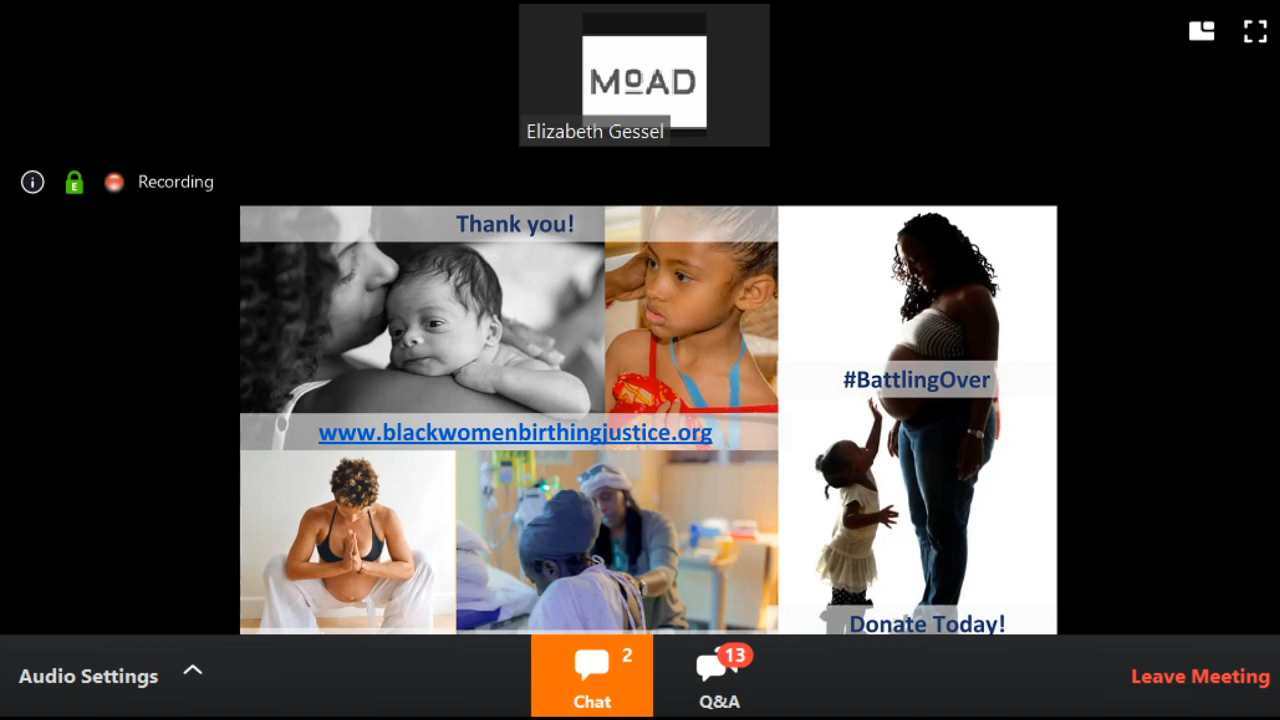 MoAD
Elizabeth Gessel
Recording
Thank you!
#BattlingOver
www.blackwomenbirthingjustice.org
Donate Today!
Audio Settings
2
Chat
13
Q&A
Leave Meeting